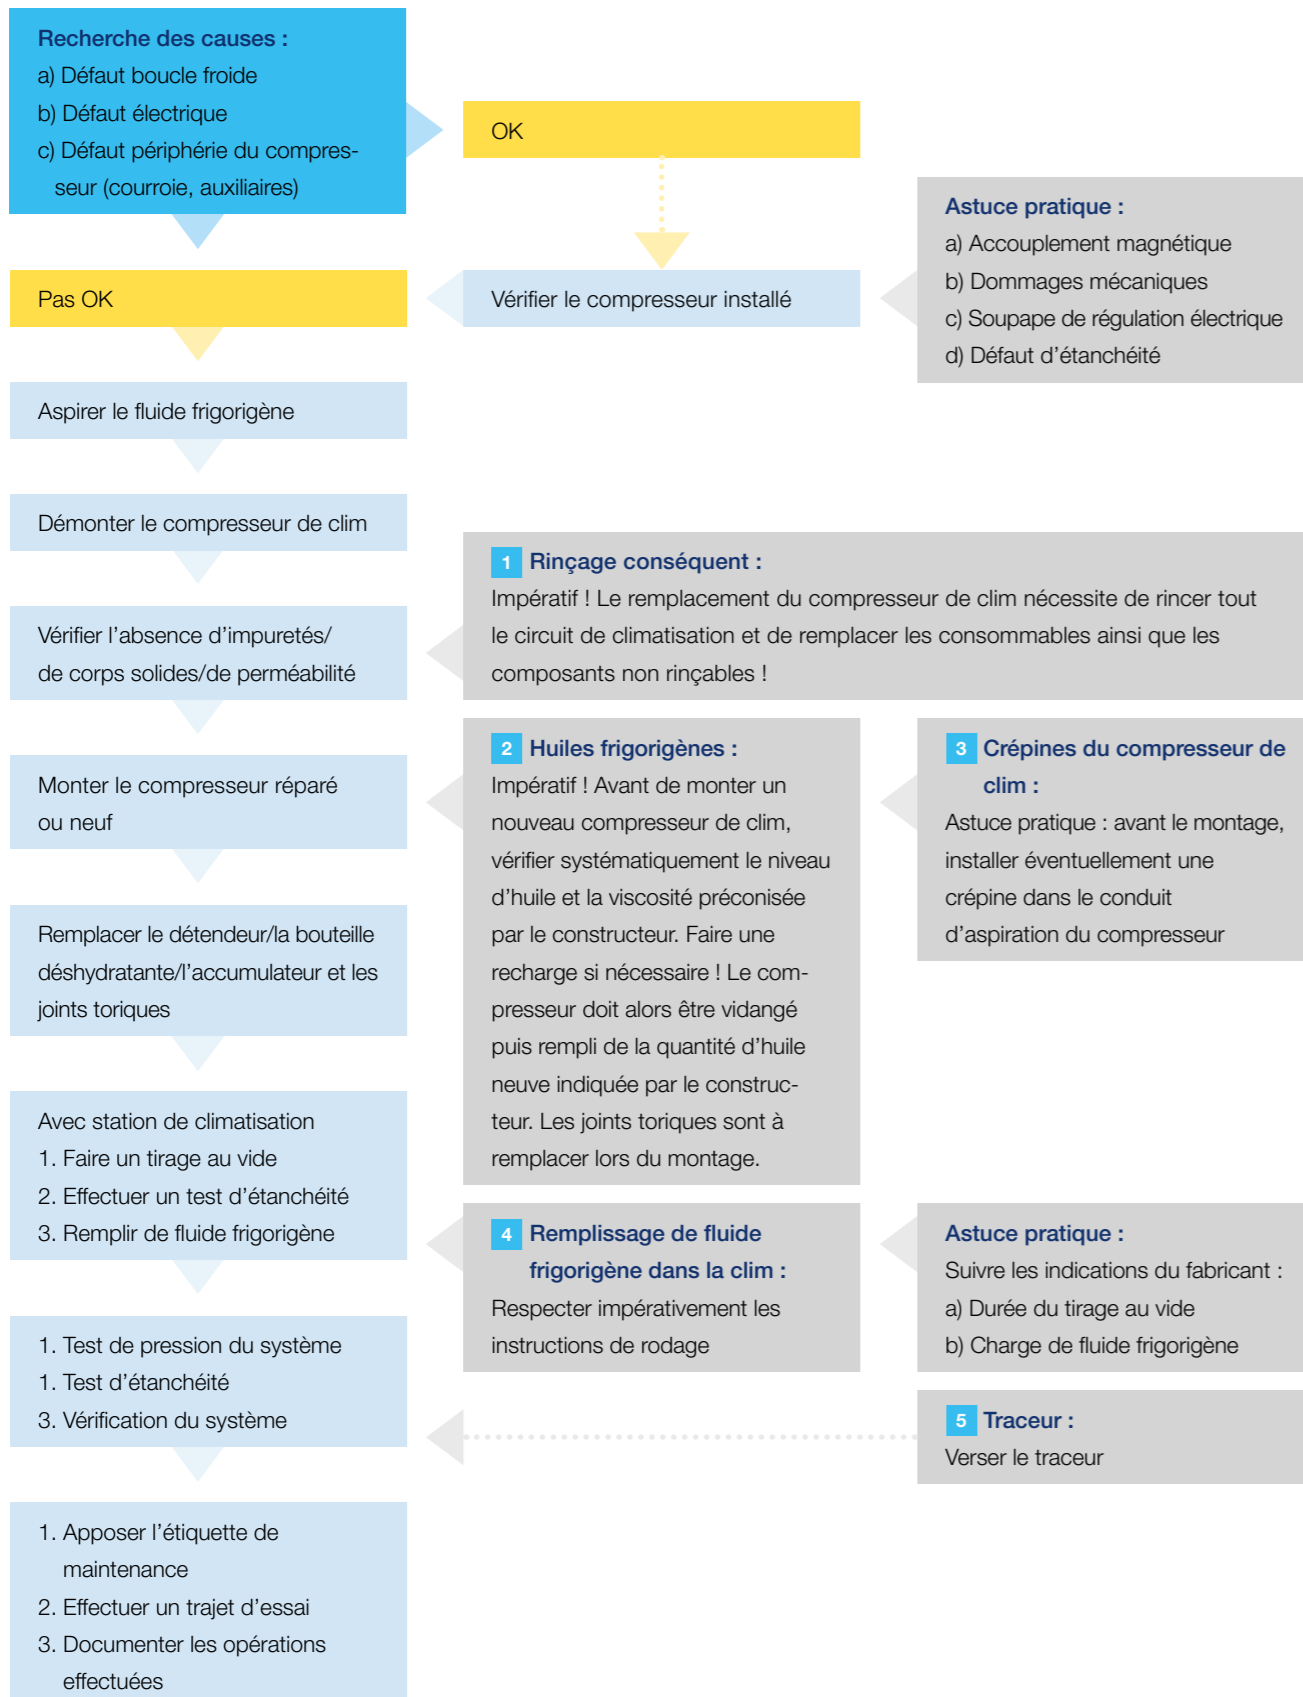 Recherche des causes :
a) Défaut boucle froide
b) Défaut électrique
c) Défaut périphérie du compres-
seur (courroie, auxiliaires)
OK
Astuce pratique :
a) Accouplement magnétique
b) Dommages mécaniques
c) Soupape de régulation électrique
d) Défaut d’étanchéité
Pas OK
Vérifier le compresseur installé
Aspirer le fluide frigorigène
Démonter le compresseur de clim
1 Rinçage conséquent :
Impératif ! Le remplacement du compresseur de clim nécessite de rincer tout
le circuit de climatisation et de remplacer les consommables ainsi que les
composants non rinçables !
Vérifier l’absence d’impuretés/
de corps solides/de perméabilité
2 Huiles frigorigènes :
Impératif ! Avant de monter un
nouveau compresseur de clim,
vérifier systématiquement le niveau
d’huile et la viscosité préconisée
par le constructeur. Faire une
recharge si nécessaire ! Le com-
presseur doit alors être vidangé
puis rempli de la quantité d’huile
neuve indiquée par le construc-
teur. Les joints toriques sont à
remplacer lors du montage.
3 Crépines du compresseur de
clim :
Astuce pratique : avant le montage,
installer éventuellement une
crépine dans le conduit
d’aspiration du compresseur
Monter le compresseur réparé
ou neuf
Remplacer le détendeur/la bouteille
déshydratante/l’accumulateur et les
joints toriques
Avec station de climatisation
1. Faire un tirage au vide
2. Effectuer un test d’étanchéité
3. Remplir de fluide frigorigène
4 Remplissage de fluide
frigorigène dans la clim :
Respecter impérativement les
instructions de rodage
Astuce pratique :
Suivre les indications du fabricant :
a) Durée du tirage au vide
b) Charge de fluide frigorigène
1. Test de pression du système
1. Test d’étanchéité
3. Vérification du système
5 Traceur :
Verser le traceur
1. Apposer l’étiquette de
maintenance
2. Effectuer un trajet d’essai
3. Documenter les opérations
effectuées